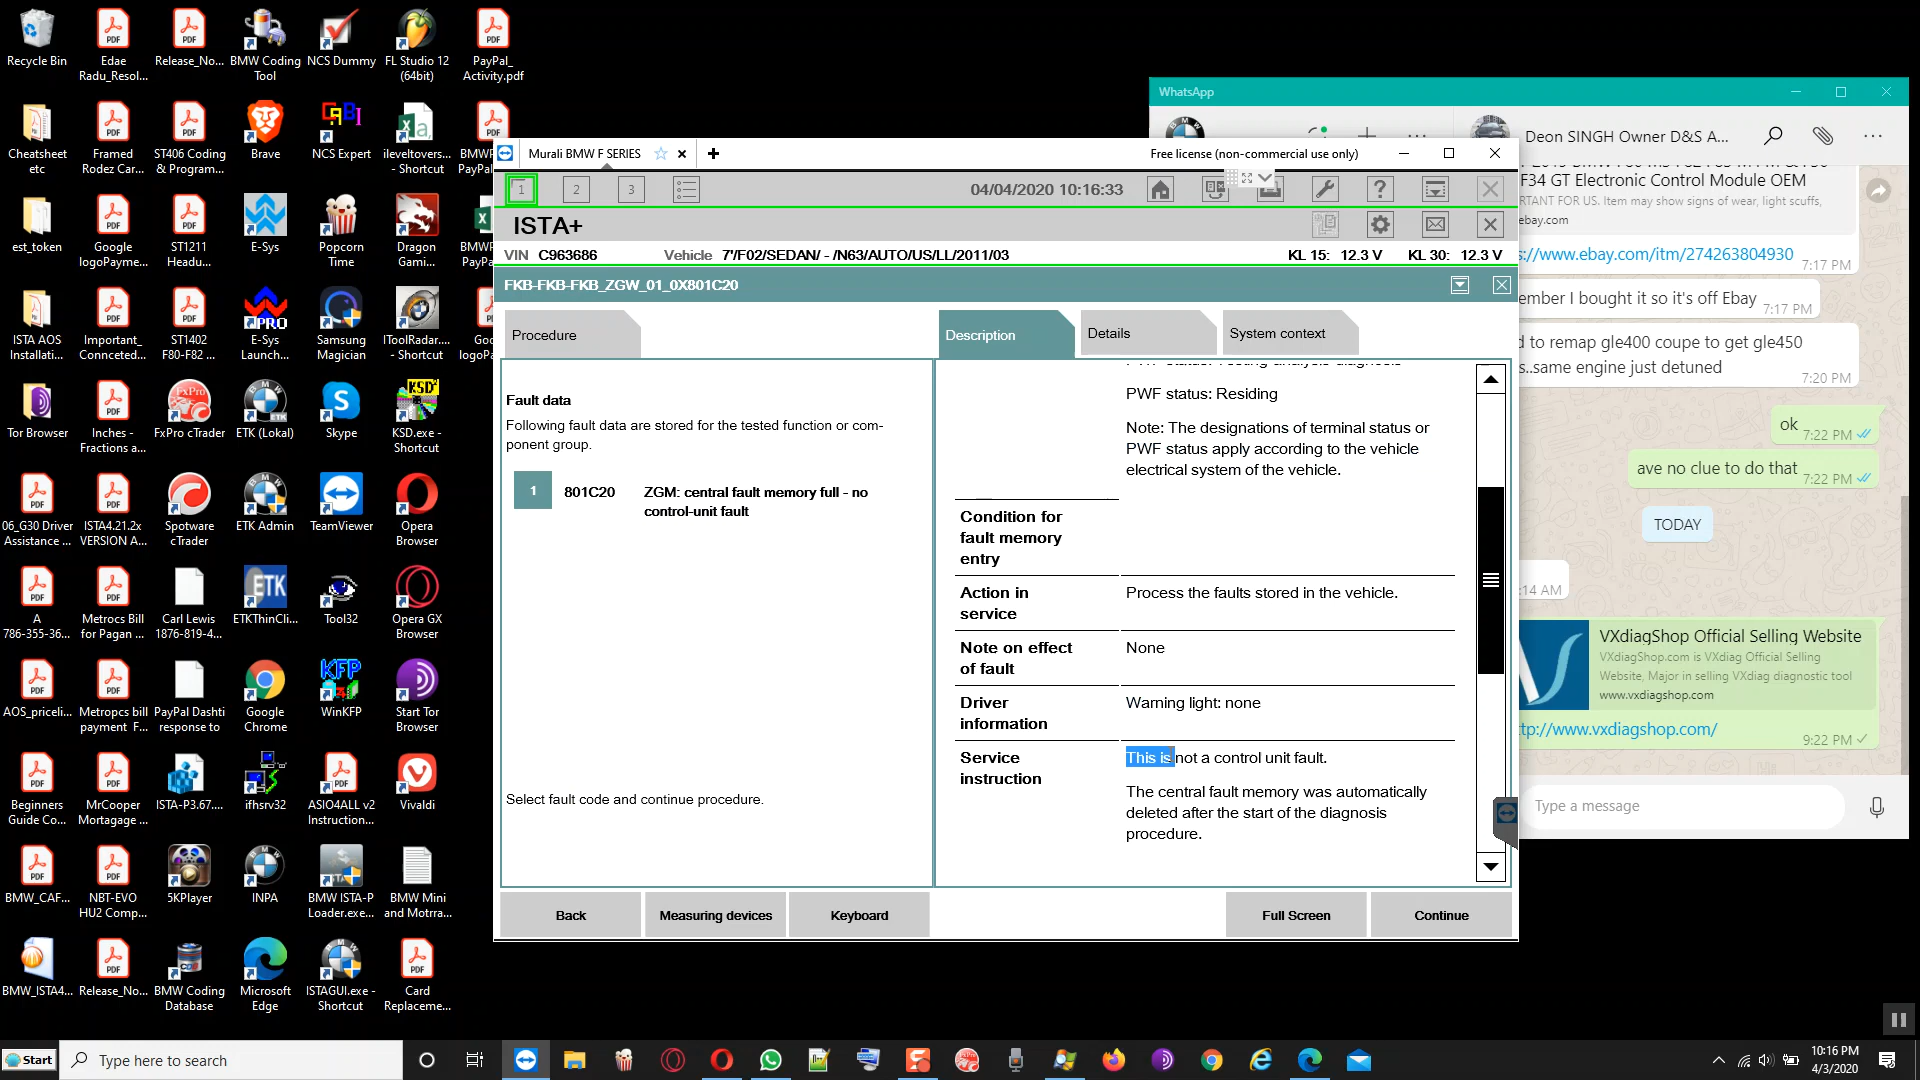 Recycle Bin
Edae
Radu_Resol...
Release_No...
BMW Coding
Tool
NCS Dummy
FL Studio 12
(64bit)
PayPal_
Activity.pdf
Cheatsheet
etc
Framed
Rodez Car...
ST406 Coding
& Program...
Brave
NCS Expert
ileveltovers...
- Shortcut
est_token
Google
logoPayme...
ST1211
Headu...
E-Sys
Popcorn
Time
Dragon
Gami...
ISTA AOS
Installati...
Important_
Connceted...
ST1402
F80-F82 ...
E-Sys
Launch...
Samsung
Magician
IToolRadar....
- Shortcut
Tor Browser
Inches -
Fractions a...
FxPro cTrader
ETK (Lokal)
Skype
KSD.exe -
Shortcut
06_G30 Driver
Assistance ...
ISTA4.21.2x
VERSION A...
Spotware
cTrader
ETK Admin
TeamViewer
Opera
Browser
A
786-355-36...
Metrocs Bill
for Pagan ...
Carl Lewis
1876-819-4...
ETKThinCli...
Tool32
Opera GX
Browser
AOS_priceli...
Metropcs bill
payment F...
PayPal Dashti
response to
Google
Chrome
WinKFP
Start Tor
Browser
Beginners
Guide Co...
MrCooper
Mortagage ...
ISTA-P3.67....
ifhsrv32
ASIO4ALL v2
Instruction...
Vivaldi
BMW_CAF...
NBT-EVO
HU2 Comp...
5KPlayer
INPA
BMW ISTA-P
Loader.exe...
BMW Mini
and Motrra...
BMW_ISTA4...
Release_No...
BMW Coding
Database
Microsoft
Edge
ISTAGUI.exe -
Shortcut
Card
Replaceme...
Murali BMW F SERIES
Free license (non-commercial use only)
1 2 3
04/04/2020 10:16:33
ISTA+
VIN C963686 Vehicle 7'/F02/SEDAN/ - /N63/AUTO/US/LL/2011/03 KL 15: 12.3 V KL 30: 12.3 V
FKB-FKB-FKB_ZGW_01_0X801C20
Procedure
Description
Details
System context
Fault data
Following fault data are stored for the tested function or com-
ponent group.
1 801C20 ZGM: central fault memory full - no
control-unit fault
Select fault code and continue procedure.
PWF status: Residing
Note: The designations of terminal status or
PWF status apply according to the vehicle
electrical system of the vehicle.
Condition for
fault memory
entry
Action in
service
Process the faults stored in the vehicle.
Note on effect
of fault
None
Driver
information
Warning light: none
Service
instruction
This is not a control unit fault.
The central fault memory was automatically
deleted after the start of the diagnosis
procedure.
Back
Measuring devices
Keyboard
Full Screen
Continue
WhatsApp
Deon SINGH Owner D&S A...
F34 GT Electronic Control Module OEM
RTANT FOR US. Item may show signs of wear, light scuffs,
ebay.com
s://www.ebay.com/itm/274263804930
7:17 PM
ember I bought it so it's off Ebay
7:17 PM
d to remap gle400 coupe to get gle450
s..same engine just detuned
7:20 PM
ok
7:22 PM
ave no clue to do that
7:22 PM
TODAY
:14 AM
VXdiagShop Official Selling Website
VXdiagShop.com is VXdiag Official Selling
Website, Major in selling VXdiag diagnostic tool
www.vxdiagshop.com
ttp://www.vxdiagshop.com/
9:22 PM
Type a message
Start
Type here to search
10:16 PM
4/3/2020